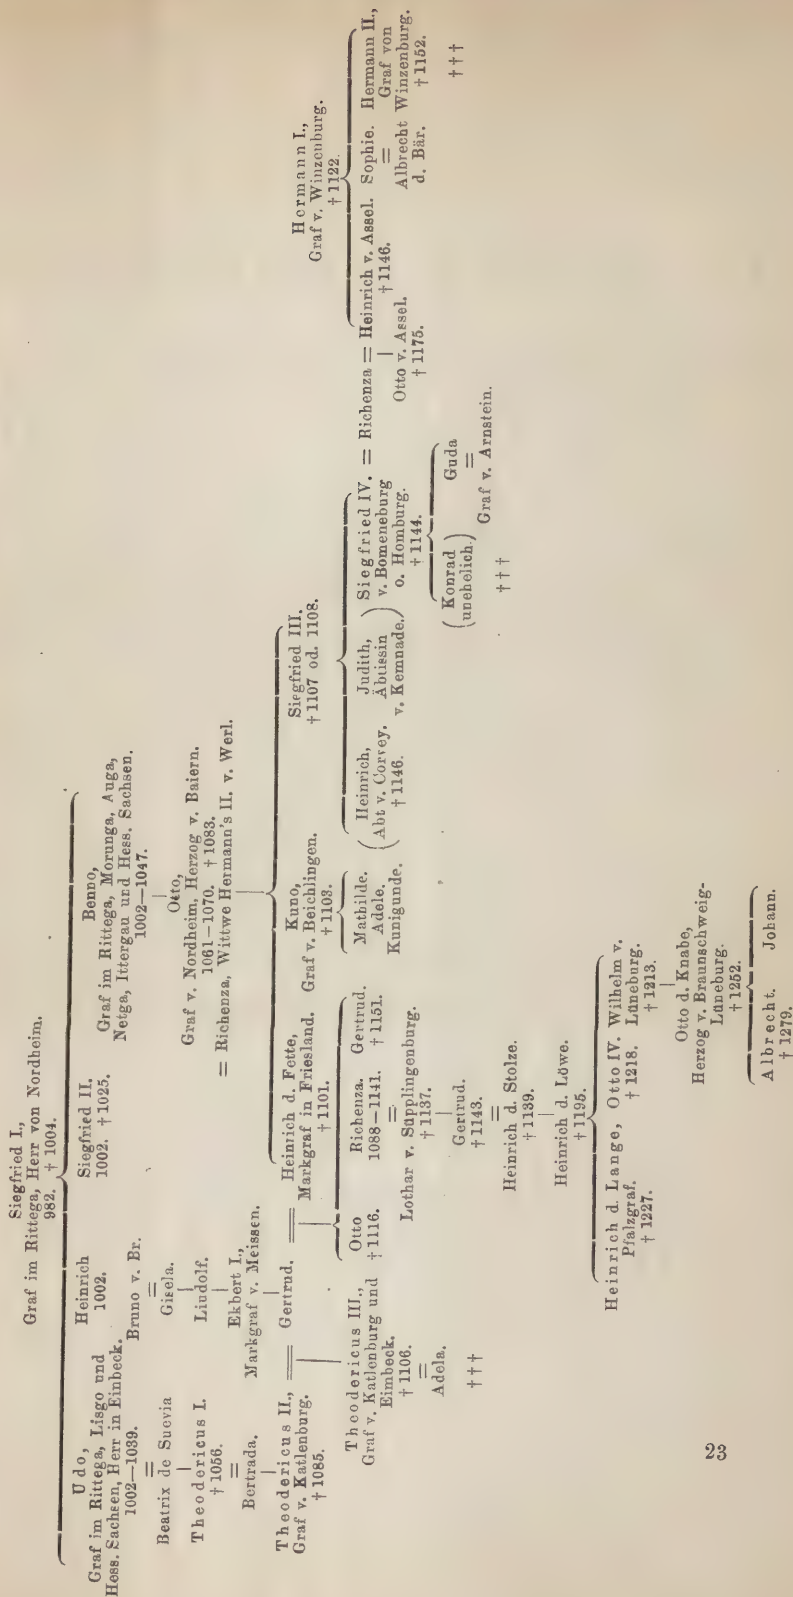 Siegfried I.,
Graf im Rittega, Herr von Nordheim.
982. † 1004.
Udo,
Graf im Rittega, Lisgo und
Hess. Sachsen, Herr in Einbeck.
1002—1039.
=
Beatrix de Suevia
Theodericus I.
† 1056.
=
Bertrada.
Theodericus II.,
Graf v. Katlenburg.
† 1085.
Heinrich
1002.
Bruno v. Br.
=
Gisela.
Liudolf.
Ekbert I.,
Markgraf v. Meissen.
= Gertrud. =
Theodericus III.,
Graf v. Katlenburg und
Eimbeck.
† 1106.
=
Adela.
†††
Siegfried II.
1002. † 1025.
Benno,
Graf im Rittega, Morunga, Auga,
Netga, Ittergau und Hess. Sachsen.
1002—1047.
Otto,
Graf v. Nordheim, Herzog v. Baiern.
1061—1070. † 1083.
= Richenza, Wittwe Hermann's II. v. Werl.
Heinrich d. Fette,
Markgraf in Friesland.
† 1101.
Kuno,
Graf v. Beichlingen.
† 1103.
Siegfried III.
† 1107 od. 1108.
Otto
† 1116.
Richenza.
1088—1141.
=
Lothar v. Süpplingenburg.
† 1137.
Gertrud.
† 1151.
Gertrud.
† 1143.
=
Heinrich d. Stolze.
† 1139.
Heinrich d. Löwe.
† 1195.
Heinrich d. Lange,
Pfalzgraf.
† 1227.
Otto IV.
† 1218.
Wilhelm v.
Lüneburg.
† 1213.
Otto d. Knabe,
Herzog v. Braunschweig-
Lüneburg.
† 1252.
Albrecht.
† 1279.
Johann.
Mathilde.
Adele.
Kunigunde.
(Heinrich,
Abt v. Corvey.
† 1146.
Judith,
Äbtissin
v. Kemnade.)
Siegfried IV.
v. Bomeneburg
o. Homburg.
† 1144.
= Richenza = Heinrich v. Assel.
† 1146.
Otto v. Assel.
† 1175.
(Konrad
unehelich.)
†††
Guda
=
Graf v. Arnstein.
Hermann I.,
Graf v. Winzenburg.
† 1122.
Sophie.
=
Albrecht
d. Bär.
Hermann II.,
Graf von
Winzenburg.
† 1152.
†††
23